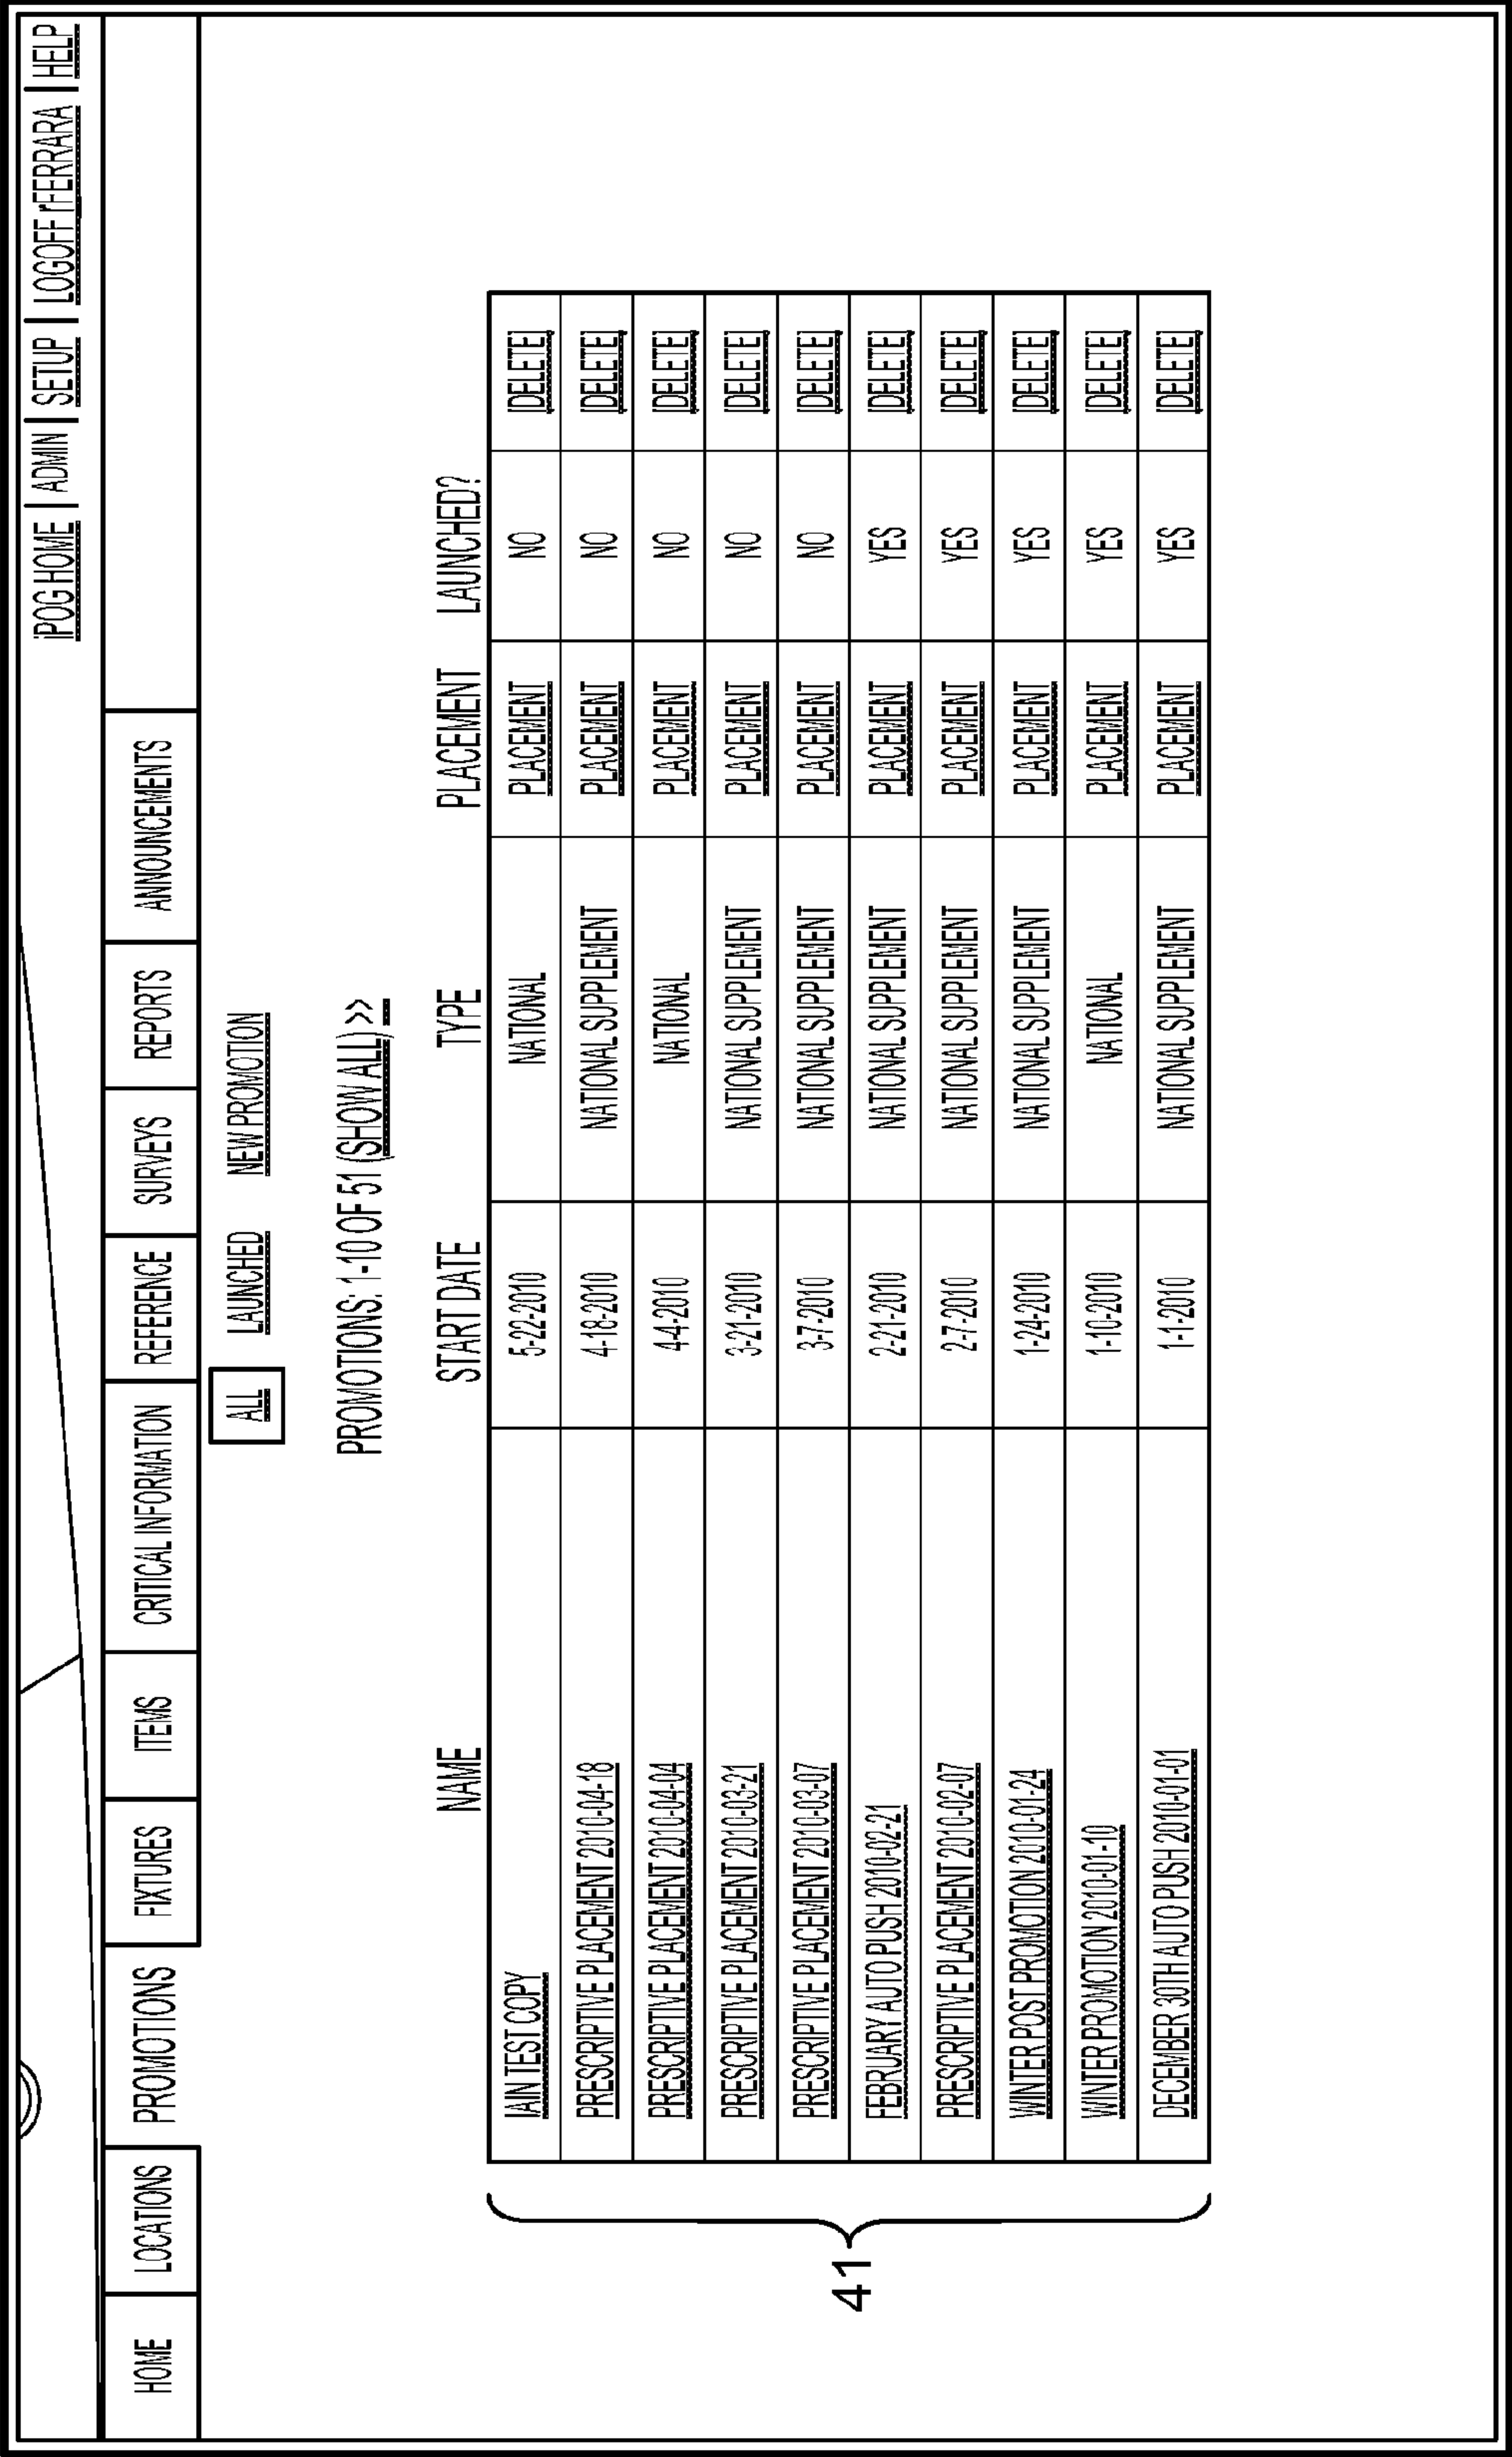 iPOG HOME | ADMIN | SETUP | LOGOFF rFERRARA | HELP
HOME LOCATIONS PROMOTIONS FIXTURES ITEMS CRITICAL INFORMATION REFERENCE SURVEYS REPORTS ANNOUNCEMENTS
ALL LAUNCHED NEW PROMOTION
PROMOTIONS: 1-10 OF 51 (SHOW ALL) >>
NAME START DATE TYPE PLACEMENT LAUNCHED?
IAIN TEST COPY 5-22-2010 NATIONAL PLACEMENT NO [DELETE]
PRESCRIPTIVE PLACEMENT 2010-04-18 4-18-2010 NATIONAL SUPPLEMENT PLACEMENT NO [DELETE]
PRESCRIPTIVE PLACEMENT 2010-04-04 4-4-2010 NATIONAL PLACEMENT NO [DELETE]
PRESCRIPTIVE PLACEMENT 2010-03-21 3-21-2010 NATIONAL SUPPLEMENT PLACEMENT NO [DELETE]
PRESCRIPTIVE PLACEMENT 2010-03-07 3-7-2010 NATIONAL SUPPLEMENT PLACEMENT NO [DELETE]
FEBRUARY AUTO PUSH 2010-02-21 2-21-2010 NATIONAL SUPPLEMENT PLACEMENT YES [DELETE]
PRESCRIPTIVE PLACEMENT 2010-02-07 2-7-2010 NATIONAL SUPPLEMENT PLACEMENT YES [DELETE]
WINTER POST PROMOTION 2010-01-24 1-24-2010 NATIONAL SUPPLEMENT PLACEMENT YES [DELETE]
WINTER PROMOTION 2010-01-10 1-10-2010 NATIONAL PLACEMENT YES [DELETE]
DECEMBER 30TH AUTO PUSH 2010-01-01 1-1-2010 NATIONAL SUPPLEMENT PLACEMENT YES [DELETE]
41